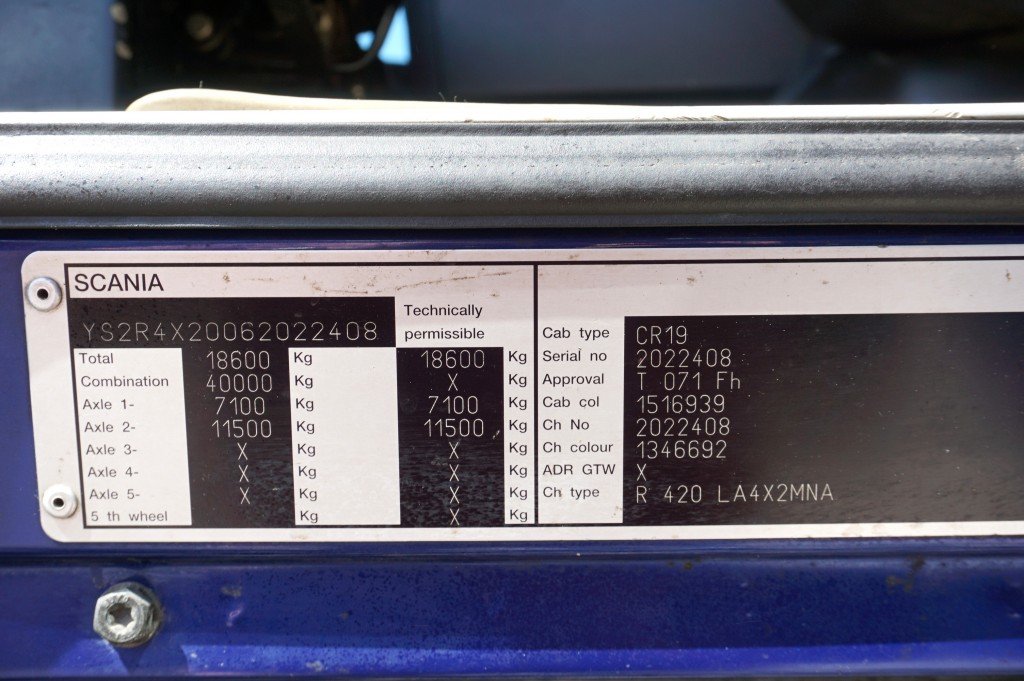 SCANIA
YS2R4X20062022408
Technically
permissible
Total 18600 Kg 18600 Kg
Combination 40000 Kg X Kg
Axle 1- 7100 Kg 7100 Kg
Axle 2- 11500 Kg 11500 Kg
Axle 3- X Kg X Kg
Axle 4- X Kg X Kg
Axle 5- X Kg X Kg
5 th wheel Kg X Kg
Cab type CR19
Serial no 2022408
Approval T 071 Fh
Cab col 1516939
Ch No 2022408
Ch colour 1346692
ADR GTW X
Ch type R 420 LA4X2MNA